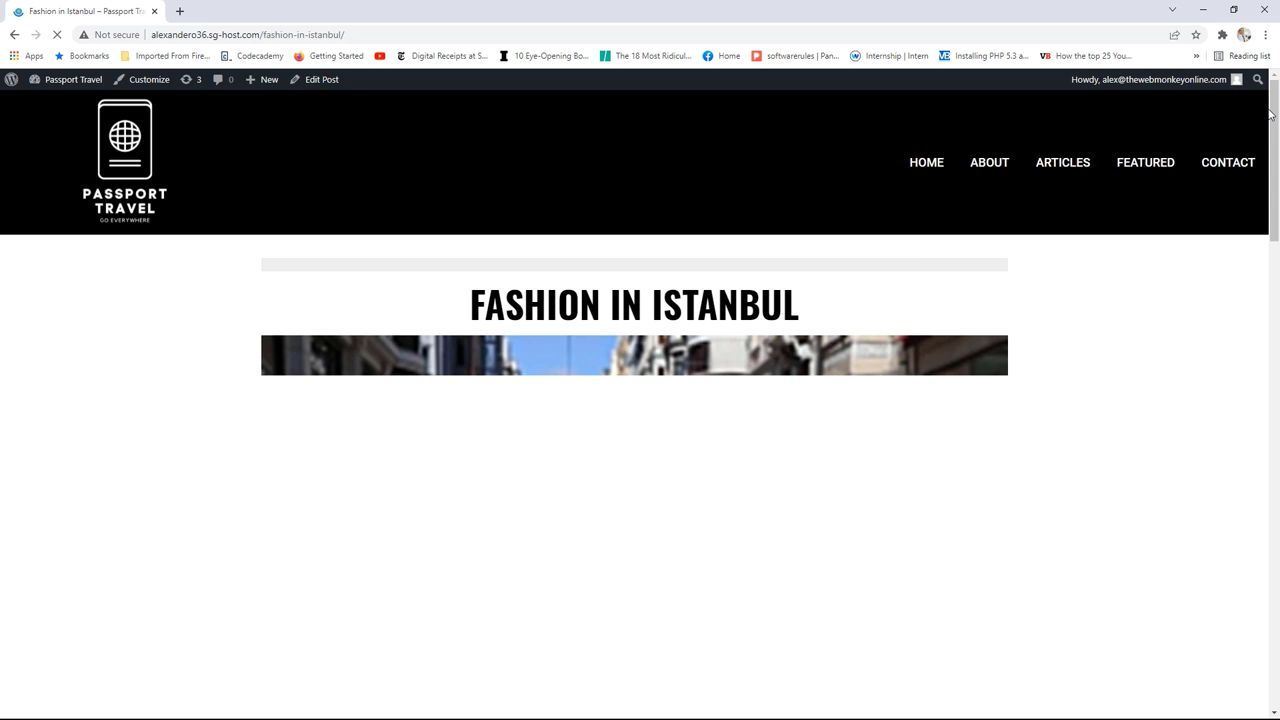 Fashion in Istanbul – Passport Tra
Not secure | alexandero36.sg-host.com/fashion-in-istanbul/
Apps Bookmarks Imported From Fire... Codecademy Getting Started Digital Receipts at S... 10 Eye-Opening Bo... The 18 Most Ridicul... Home softwarerules | Pan... Internship | Intern Installing PHP 5.3 a... How the top 25 You... » Reading list
Passport Travel Customize 3 0 New Edit Post Howdy, alex@thewebmonkeyonline.com
PASSPORT
TRAVEL
GO EVERYWHERE
HOME ABOUT ARTICLES FEATURED CONTACT
FASHION IN ISTANBUL